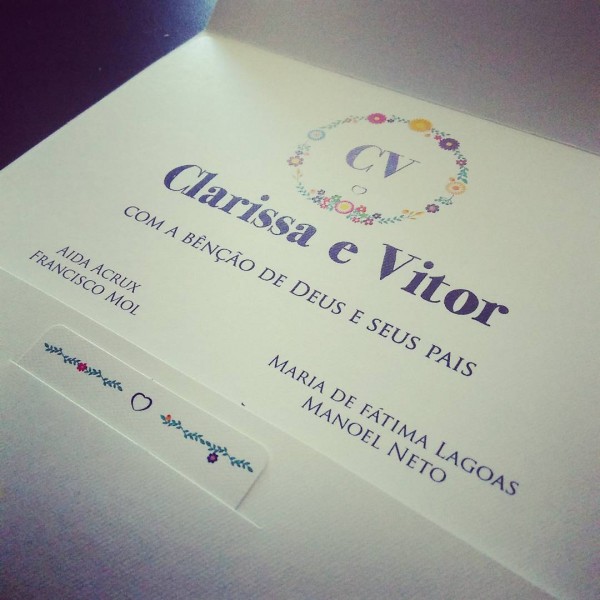 CV
Clarissa e Vitor
COM A BÊNÇÃO DE DEUS E SEUS PAIS
AIDA ACRUX
FRANCISCO MOL
MARIA DE FÁTIMA LAGOAS
MANOEL NETO